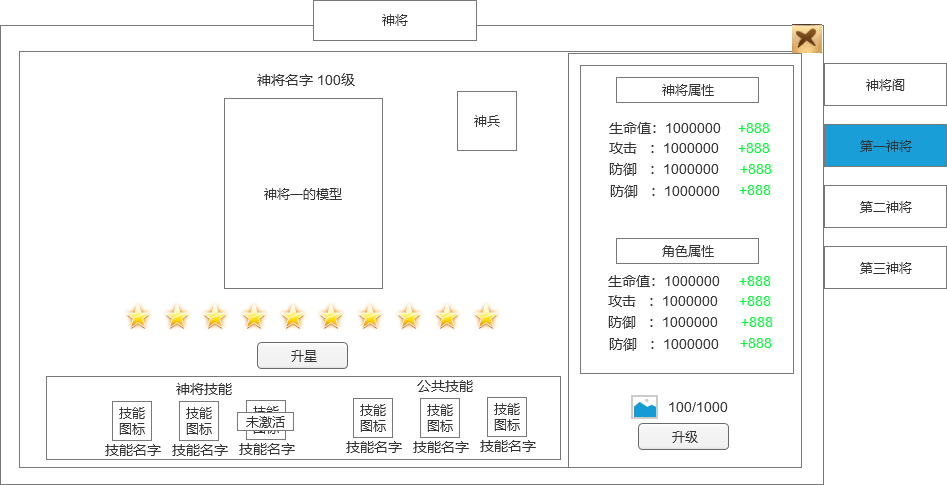 神将
神将名字 100级
神兵
神将一的模型
升星
神将技能
技能
图标
技能名字
技能
图标
技能名字
技能
未激活
图标
技能名字
公共技能
技能
图标
技能名字
技能
图标
技能名字
技能
图标
技能名字
神将属性
生命值: 1000000 +888
攻击 : 1000000 +888
防御 : 1000000 +888
防御 : 1000000 +888
角色属性
生命值: 1000000 +888
攻击 : 1000000 +888
防御 : 1000000 +888
防御 : 1000000 +888
100/1000
升级
神将阁
第一神将
第二神将
第三神将